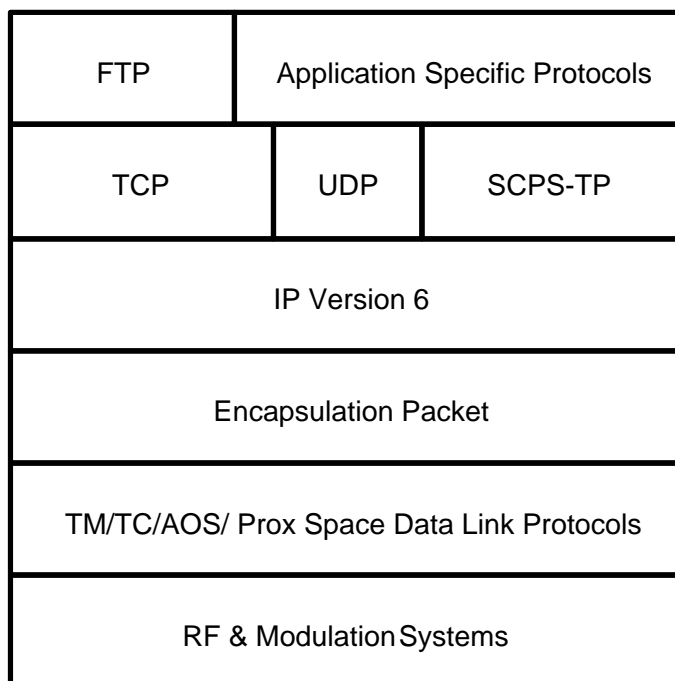 FTP
Application Specific Protocols
TCP
UDP
SCPS-TP
IP Version 6
Encapsulation Packet
TM/TC/AOS/ Prox Space Data Link Protocols
RF & Modulation Systems